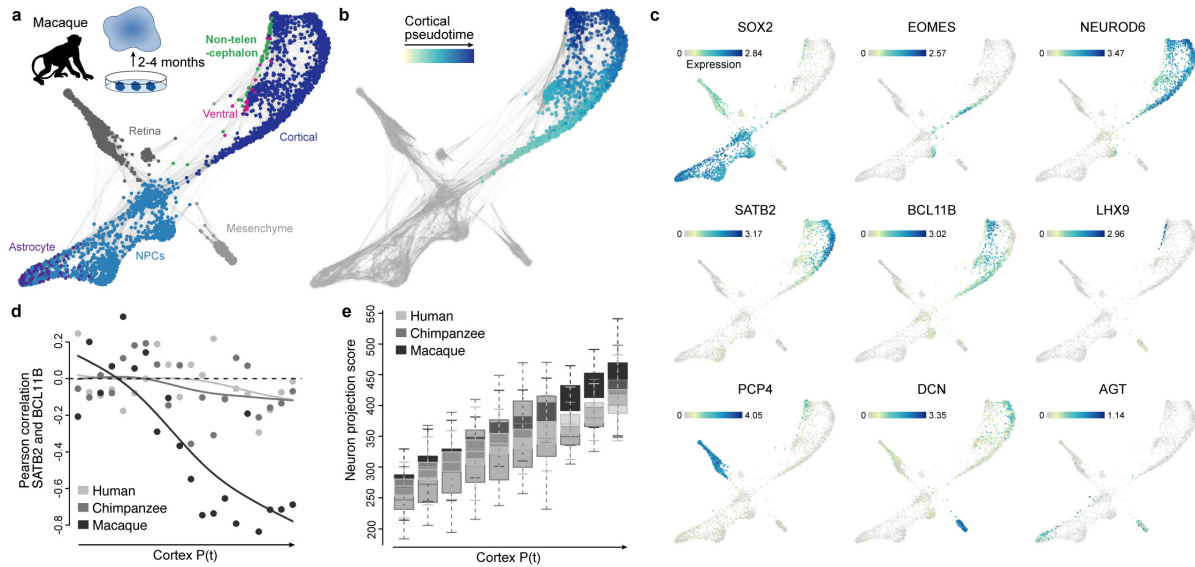 a
Macaque
2-4 months
Non-telen
-cephalon
Ventral
Retina
Cortical
Mesenchyme
Astrocyte
NPCs
b
Cortical
pseudotime
c
SOX2
0 2.84
Expression
EOMES
0 2.57
NEUROD6
0 3.47
SATB2
0 3.17
BCL11B
0 3.02
LHX9
0 2.96
PCP4
0 4.05
DCN
0 3.35
AGT
0 1.14
d
Pearson correlation
SATB2 and BCL11B
0.2
0.0
-0.2
-0.4
-0.6
-0.8
Human
Chimpanzee
Macaque
Cortex P(t)
e
Neuron projection score
550
500
450
400
350
300
250
200
Human
Chimpanzee
Macaque
Cortex P(t)